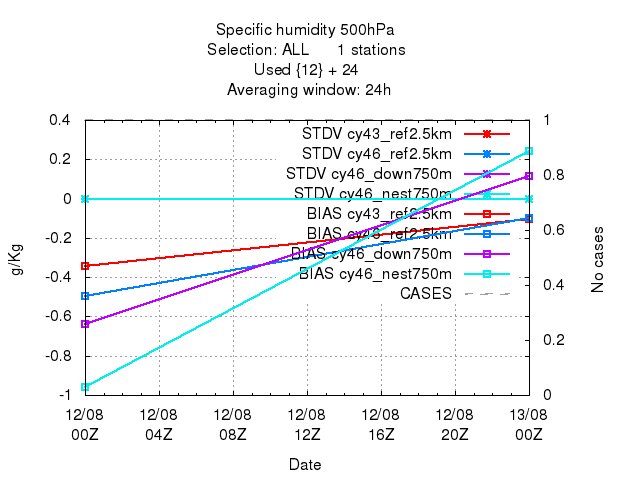 Specific humidity 500hPa
Selection: ALL 1 stations
Used {12} + 24
Averaging window: 24h
0.4
0.2
0
-0.2
-0.4
-0.6
-0.8
-1
g/Kg
STDV cy43_ref2.5km
STDV cy46_ref2.5km
STDV cy46_down750m
STDV cy46_nest750m
BIAS cy43_ref2.5km
BIAS cy46_ref2.5km
BIAS cy46_down750m
BIAS cy46_nest750m
CASES
1
0.8
0.6
0.4
0.2
0
No cases
12/08 12/08 12/08 12/08 12/08 12/08 13/08
00Z 04Z 08Z 12Z 16Z 20Z 00Z
Date